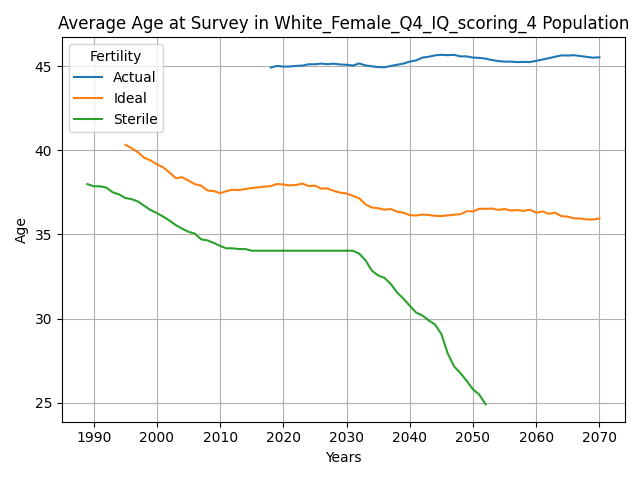 Average Age at Survey in White_Female_Q4_IQ_scoring_4 Population
Fertility
Actual
Ideal
Sterile
45
40
35
30
25
Age
1990 2000 2010 2020 2030 2040 2050 2060 2070
Years